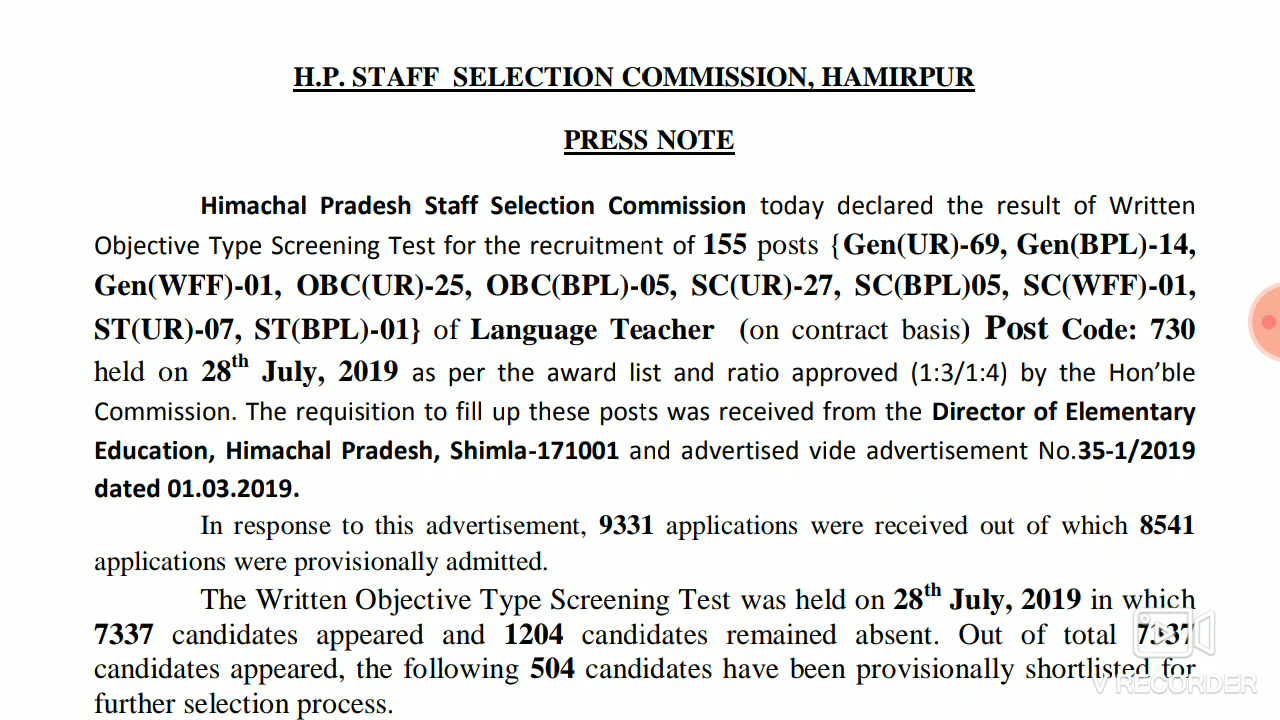 H.P. STAFF SELECTION COMMISSION, HAMIRPUR
PRESS NOTE
Himachal Pradesh Staff Selection Commission today declared the result of Written
Objective Type Screening Test for the recruitment of 155 posts {Gen(UR)-69, Gen(BPL)-14,
Gen(WFF)-01, OBC(UR)-25, OBC(BPL)-05, SC(UR)-27, SC(BPL)05, SC(WFF)-01,
ST(UR)-07, ST(BPL)-01} of Language Teacher (on contract basis) Post Code: 730
held on 28th July, 2019 as per the award list and ratio approved (1:3/1:4) by the Hon’ble
Commission. The requisition to fill up these posts was received from the Director of Elementary
Education, Himachal Pradesh, Shimla-171001 and advertised vide advertisement No.35-1/2019
dated 01.03.2019.
In response to this advertisement, 9331 applications were received out of which 8541
applications were provisionally admitted.
The Written Objective Type Screening Test was held on 28th July, 2019 in which
7337 candidates appeared and 1204 candidates remained absent. Out of total 7337
candidates appeared, the following 504 candidates have been provisionally shortlisted for
further selection process.
V RECORDER